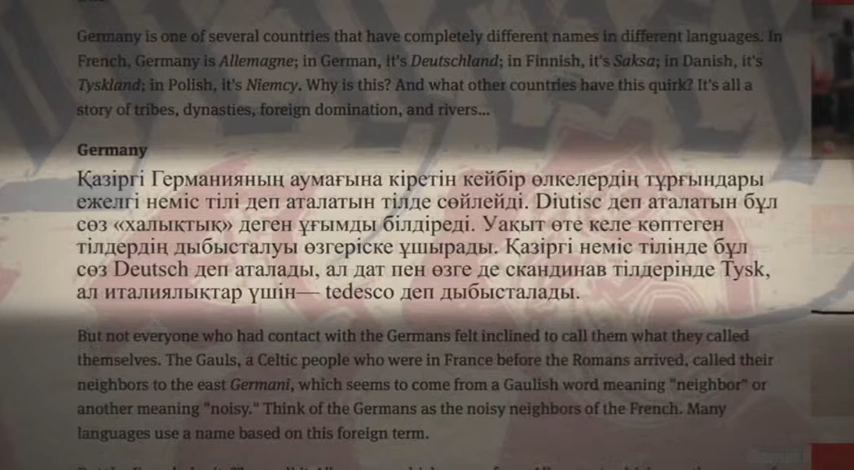 Germany is one of several countries that have completely different names in different languages. In
French, Germany is Allemagne; in German, it's Deutschland; in Finnish, it's Saksa; in Danish, it's
Tyskland; in Polish, it's Niemcy. Why is this? And what other countries have this quirk? It's all a
story of tribes, dynasties, foreign domination, and rivers...
Germany
Қазіргі Германияның аумағына кіретін кейбір өлкелердің тұрғындары
ежелгі неміс тілі деп аталатын тілде сөйлейді. Diutisc деп аталатын бұл
сөз «халықтық» деген ұғымды білдіреді. Уақыт өте келе көптеген
тілдердің дыбысталуы өзгеріске ұшырады. Қазіргі неміс тілінде бұл
сөз Deutsch деп аталады, ал дат пен өзге де скандинав тілдерінде Tysk,
ал италиялықтар үшін— tedesco деп дыбысталады.
But not everyone who had contact with the Germans felt inclined to call them what they called
themselves. The Gauls, a Celtic people who were in France before the Romans arrived, called their
neighbors to the east Germani, which seems to come from a Gaulish word meaning "neighbor" or
another meaning "noisy." Think of the Germans as the noisy neighbors of the French. Many
languages use a name based on this foreign term.